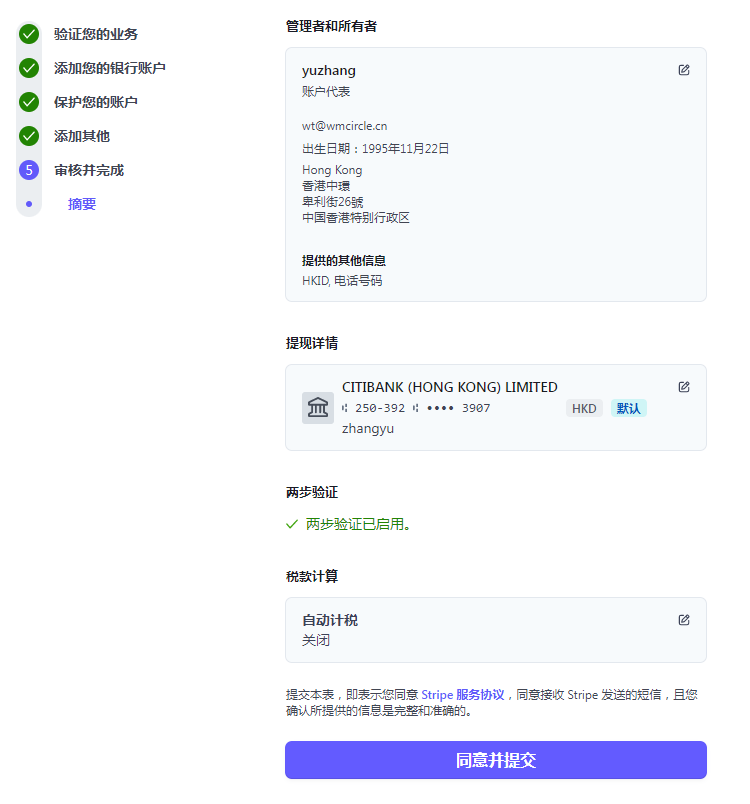 验证您的业务
添加您的银行账户
保护您的账户
添加其他
5 审核并完成
摘要
管理者和所有者
yuzhang
账户代表
wt@wmcircle.cn
出生日期：1995年11月22日
Hong Kong
香港中環
卑利街26號
中国香港特别行政区
提供的其他信息
HKID, 电话号码
提现详情
CITIBANK (HONG KONG) LIMITED
⑆ 250-392 ⑆ •••• 3907 HKD 默认
zhangyu
两步验证
两步验证已启用。
税款计算
自动计税
关闭
提交本表，即表示您同意 Stripe 服务协议，同意接收 Stripe 发送的短信，且您
确认所提供的信息是完整和准确的。
同意并提交